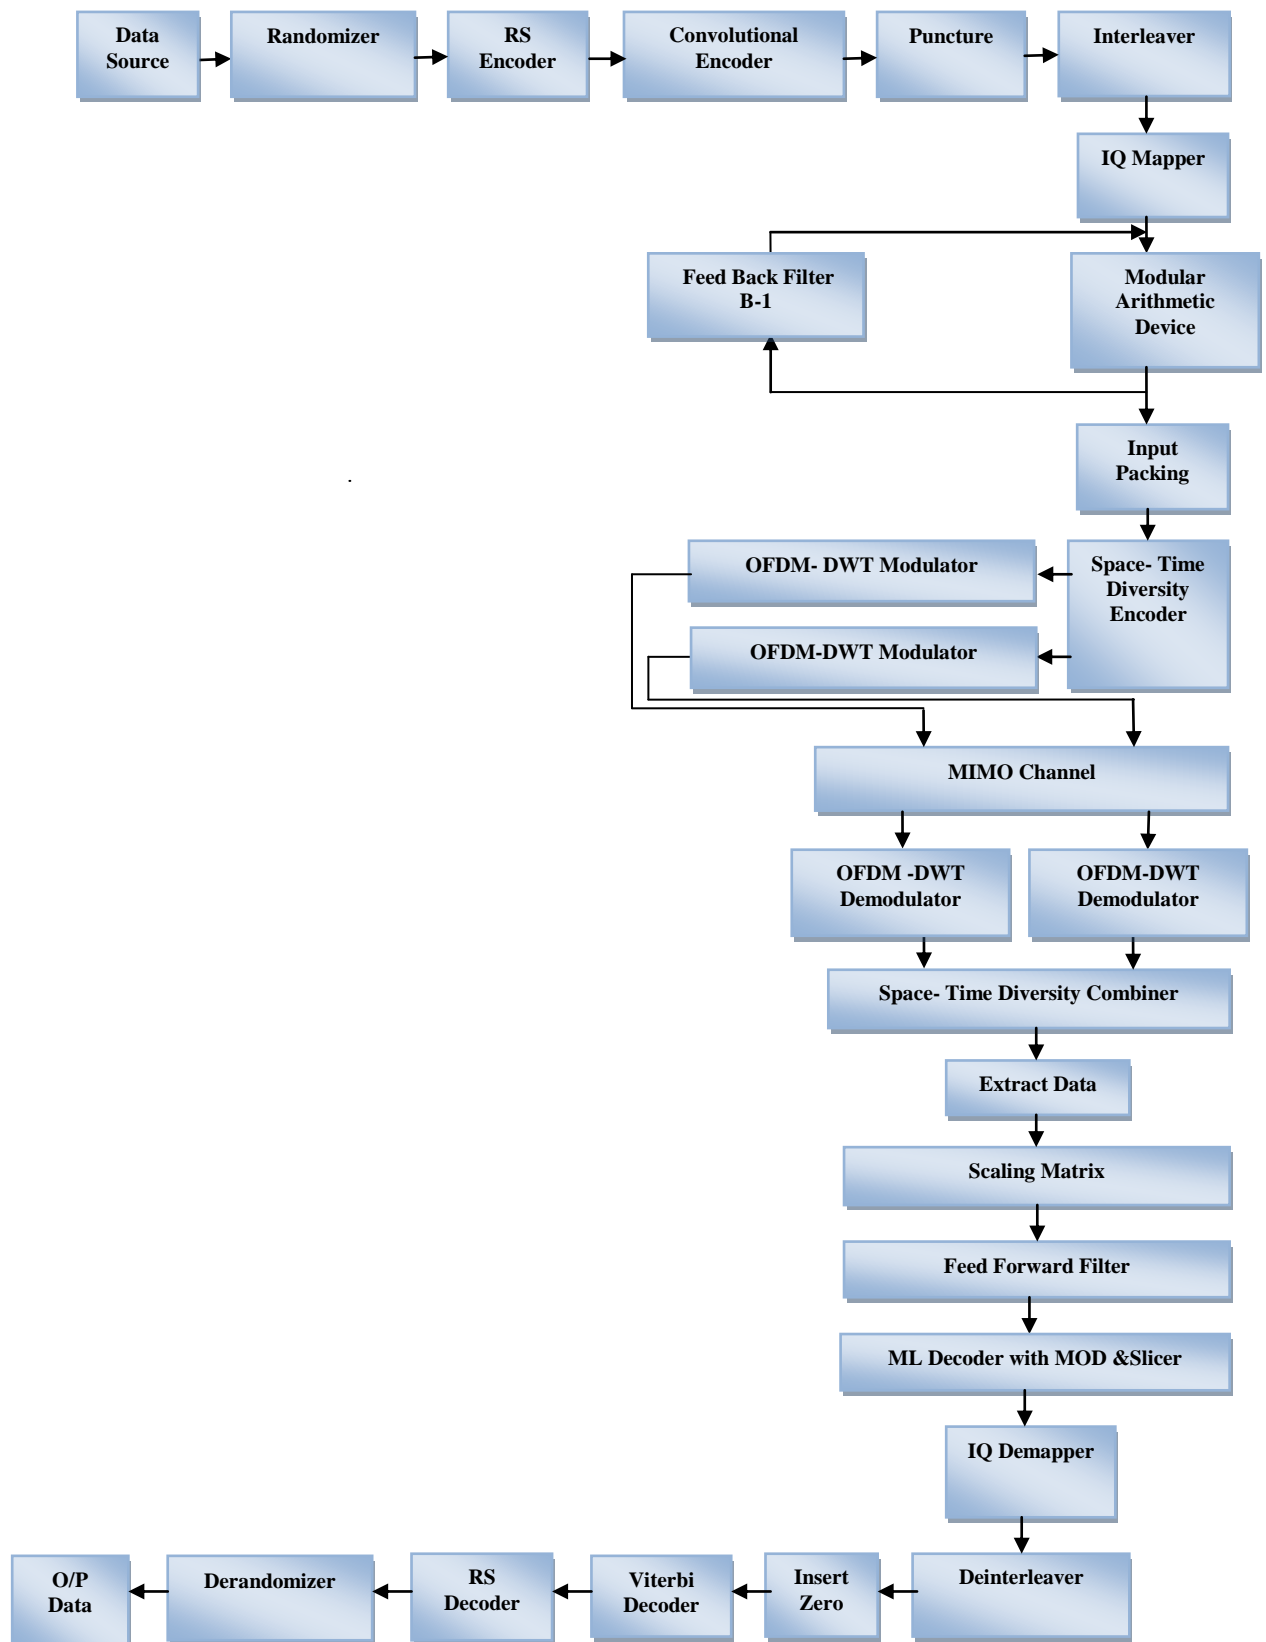 Data
Source
Randomizer
RS
Encoder
Convolutional
Encoder
Puncture
Interleaver
IQ Mapper
Feed Back Filter
B-1
Modular
Arithmetic
Device
Input
Packing
OFDM- DWT Modulator
Space- Time
Diversity
Encoder
OFDM-DWT Modulator
MIMO Channel
OFDM -DWT
Demodulator
OFDM-DWT
Demodulator
Space- Time Diversity Combiner
Extract Data
Scaling Matrix
Feed Forward Filter
ML Decoder with MOD &Slicer
IQ Demapper
O/P
Data
Derandomizer
RS
Decoder
Viterbi
Decoder
Insert
Zero
Deinterleaver